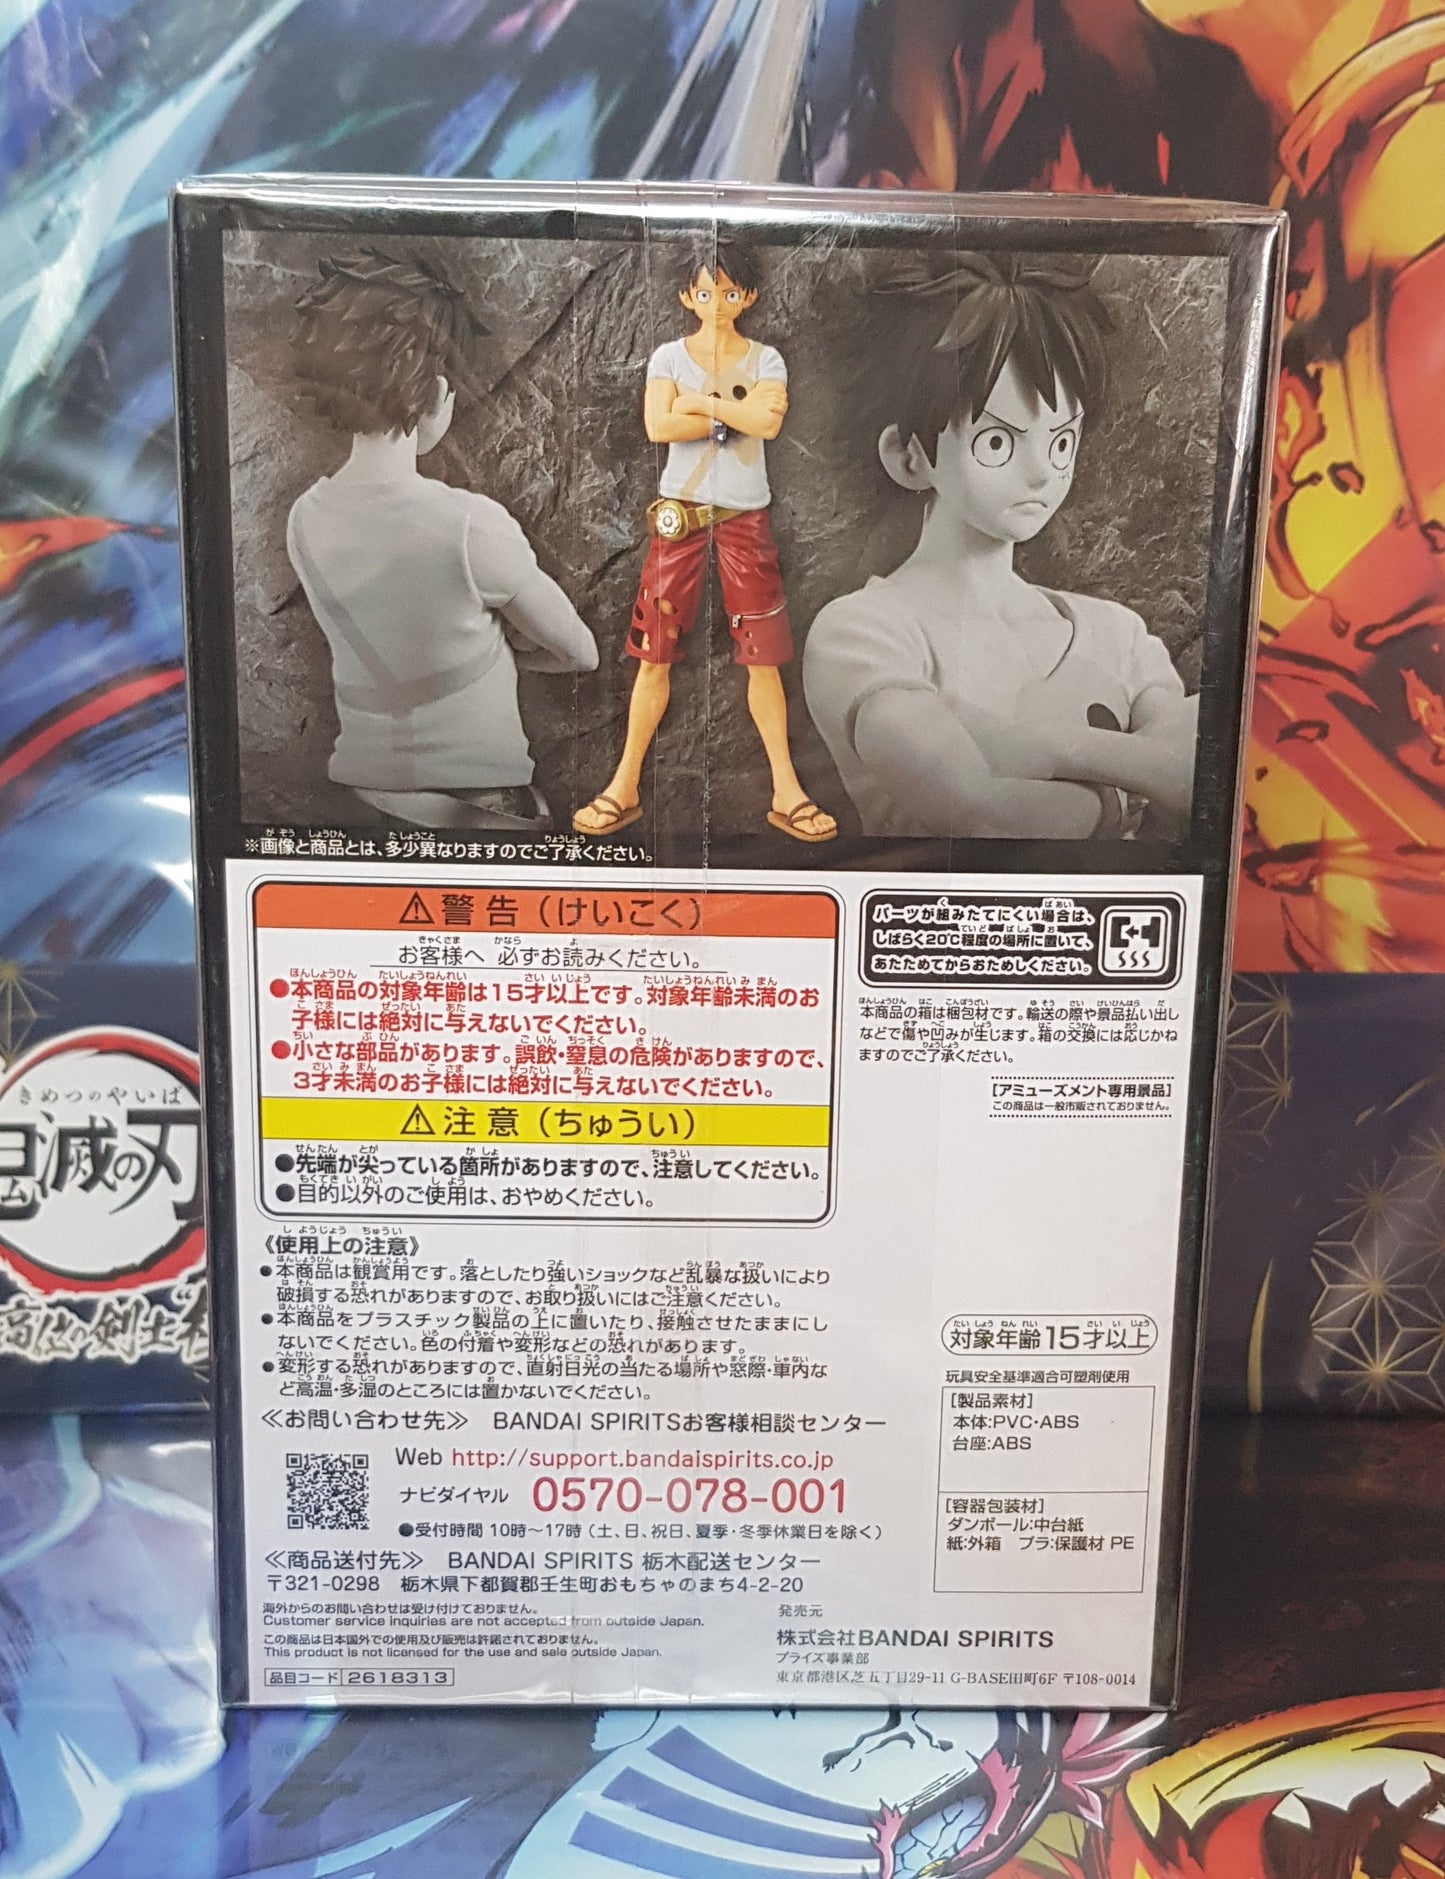 ※画像と商品とは、多少異なりますのでご了承ください。
⚠警告（けいこく）
お客様へ 必ずお読みください。
●本商品の対象年齢は15才以上です。対象年齢未満のお
子様には絶対に与えないでください。
●小さな部品があります。誤飲・窒息の危険がありますので、
3才未満のお子様には絶対に与えないでください。
⚠注意（ちゅうい）
●先端が尖っている箇所がありますので、注意してください。
●目的以外のご使用は、おやめください。
《使用上の注意》
●本商品は観賞用です。落としたり強いショックなど乱暴な扱いにより
破損する恐れがありますので、お取り扱いにはご注意ください。
●本商品をプラスチック製品の上に置いたり、接触させたままにし
ないでください。色の付着や変形などの恐れがあります。
●変形する恐れがありますので、直射日光の当たる場所や窓際・車内な
ど高温・多湿のところには置かないでください。
≪お問い合わせ先≫ BANDAI SPIRITSお客様相談センター
Web http://support.bandaispirits.co.jp
ナビダイヤル 0570-078-001
●受付時間 10時〜17時（土、日、祝日、夏季・冬季休業日を除く）
≪商品送付先≫ BANDAI SPIRITS 栃木配送センター
〒321-0298 栃木県下都賀郡壬生町おもちゃのまち4-2-20
海外からのお問い合わせは受け付けておりません。
Customer service inquiries are not accepted from outside Japan.
この商品は日本国外での使用及び販売は許諾されておりません。
This product is not licensed for the use and sale outside Japan.
品目コード 2618313
パーツが組みたてにくい場合は、
しばらく20℃程度の場所に置いて、
あたためてからおためしください。
本商品の箱は梱包材です。輸送の際や景品払い出し
などで傷や凹みが生じます。箱の交換には応じかね
ますのでご了承ください。
[アミューズメント専用景品]
この商品は一般市販されておりません。
対象年齢15才以上
玩具安全基準適合可塑剤使用
[製品素材]
本体:PVC・ABS
台座:ABS
[容器包装材]
ダンボール:中台紙
紙:外箱 プラ:保護材 PE
発売元
株式会社BANDAI SPIRITS
プライズ事業部
東京都港区芝五丁目29-11 G-BASE田町6F 〒108-0014
きめつのやいば
滅の刃